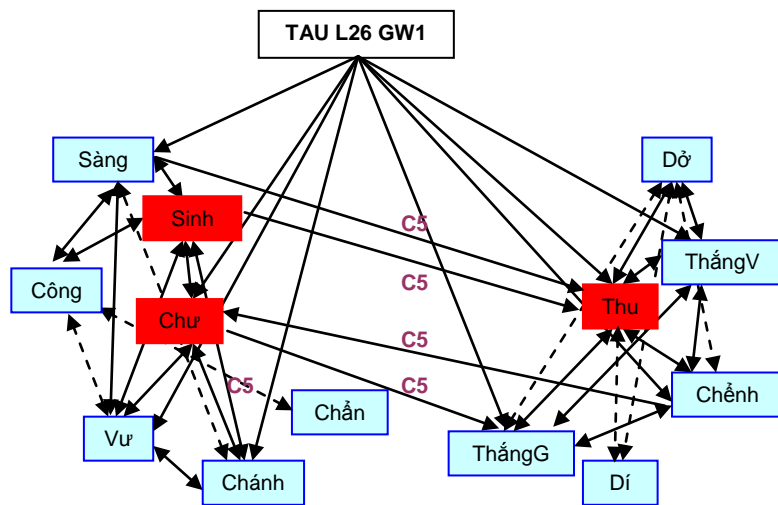 TAU L26 GW1
Sàng
Dở
Sinh
C5
ThắngV
C5
Công
Thu
Chư
C5
C5
C5
Chẩn
Chểnh
Vư
ThắngG
Chánh
Dí